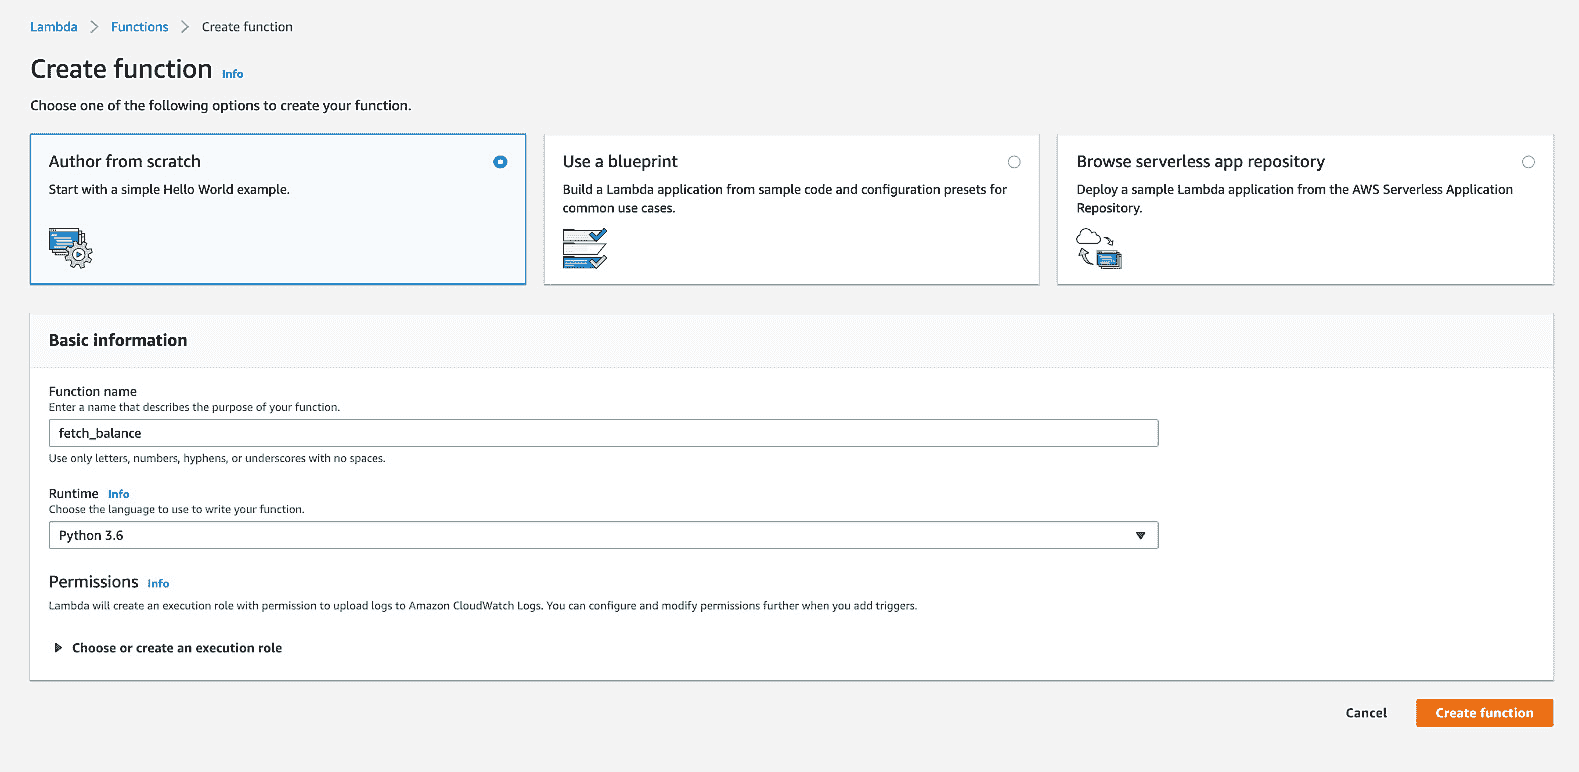 Lambda > Functions > Create function
Create function Info
Choose one of the following options to create your function.
Author from scratch
Start with a simple Hello World example.
Use a blueprint
Build a Lambda application from sample code and configuration presets for
common use cases.
Browse serverless app repository
Deploy a sample Lambda application from the AWS Serverless Application
Repository.
Basic information
Function name
Enter a name that describes the purpose of your function.
fetch_balance
Use only letters, numbers, hyphens, or underscores with no spaces.
Runtime Info
Choose the language to use to write your function.
Python 3.6
Permissions Info
Lambda will create an execution role with permission to upload logs to Amazon CloudWatch Logs. You can configure and modify permissions further when you add triggers.
Choose or create an execution role
Cancel
Create function